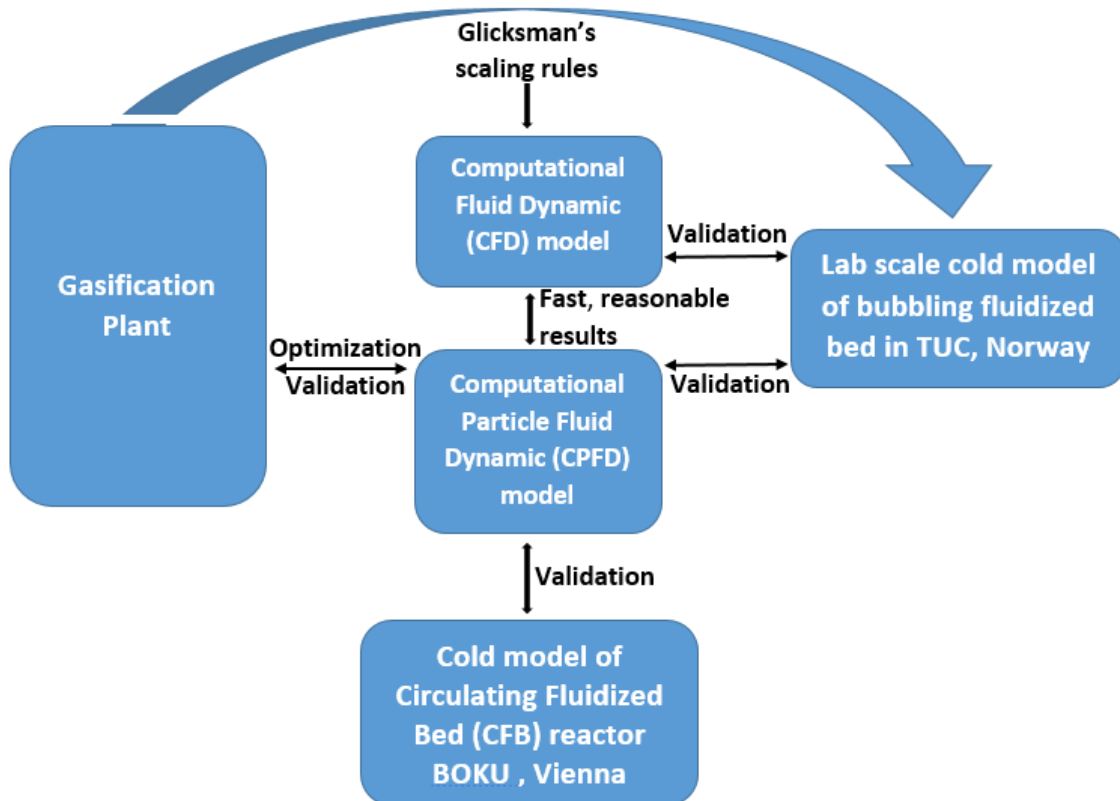 Glicksman's
scaling rules
Computational
Fluid Dynamic
(CFD) model
Validation
Lab scale cold model
of bubbling fluidized
bed in TUC, Norway
Gasification
Plant
Fast, reasonable
results
Optimization
Validation
Validation
Computational
Particle Fluid
Dynamic (CPFD)
model
Validation
Cold model of
Circulating Fluidized
Bed (CFB) reactor
BOKU , Vienna